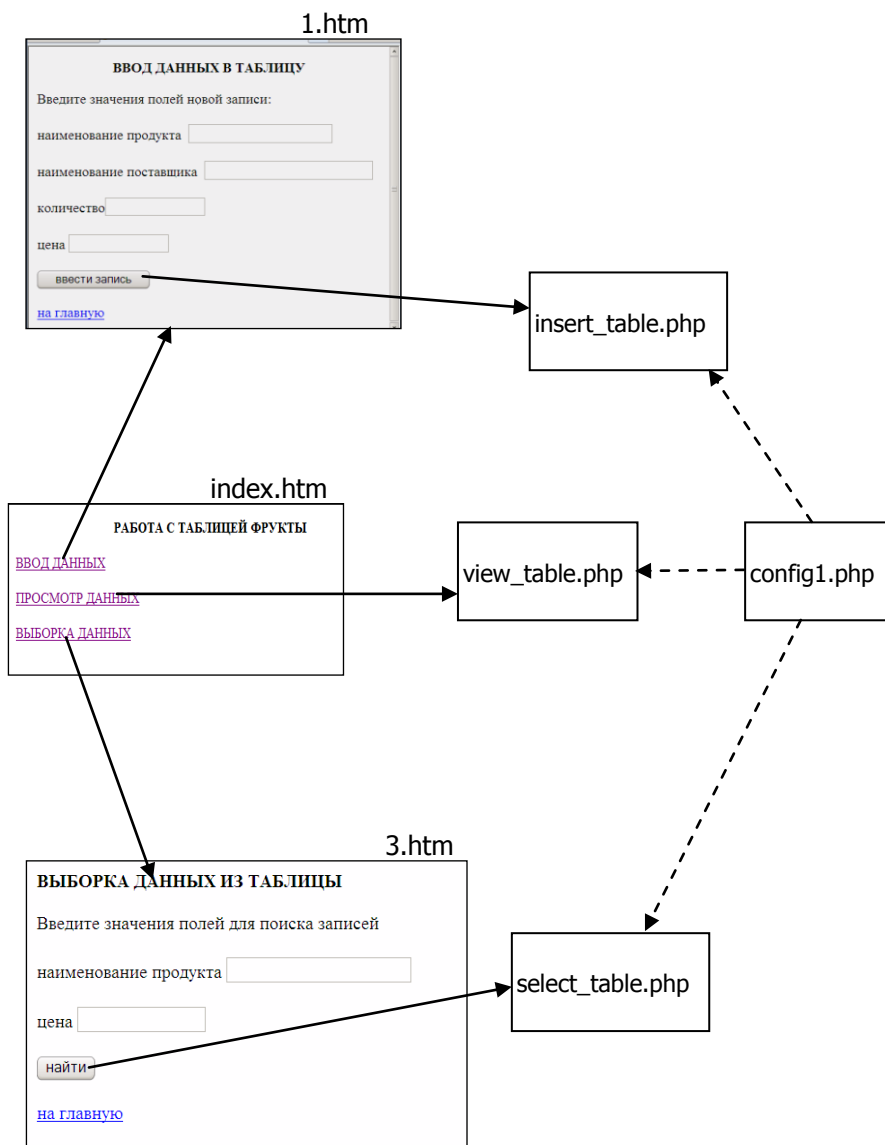 1.htm
ВВОД ДАННЫХ В ТАБЛИЦУ
Введите значения полей новой записи:
наименование продукта
наименование поставщика
количество
цена
ввести запись
на главную
insert_table.php
index.htm
РАБОТА С ТАБЛИЦЕЙ ФРУКТЫ
ВВОД ДАННЫХ
ПРОСМОТР ДАННЫХ
ВЫБОРКА ДАННЫХ
view_table.php
config1.php
3.htm
ВЫБОРКА ДАННЫХ ИЗ ТАБЛИЦЫ
Введите значения полей для поиска записей
наименование продукта
цена
найти
на главную
select_table.php